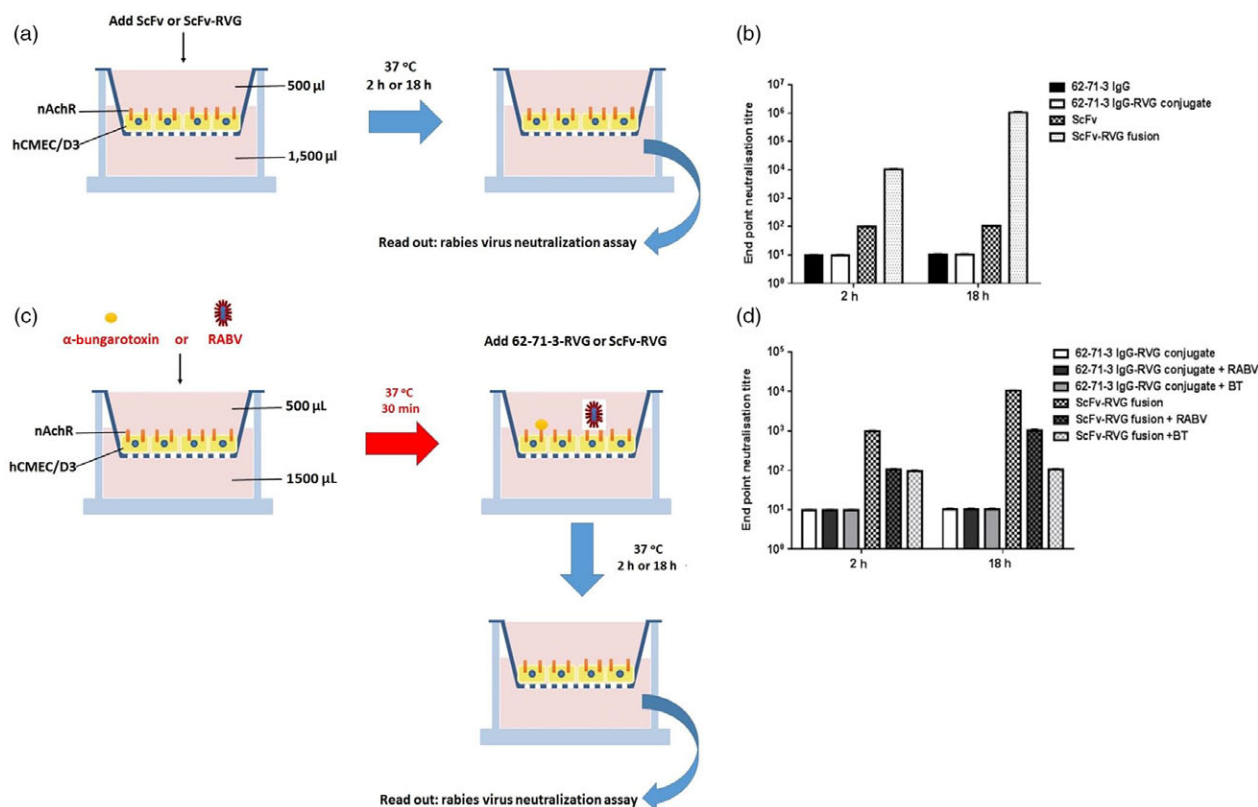 (a)
Add ScFv or ScFv-RVG
nAchR
hCMEC/D3
500 µl
1,500 µl
37 ºC
2 h or 18 h
Read out: rabies virus neutralization assay
(b)
End point neutralisation titre
10⁷
10⁶
10⁵
10⁴
10³
10²
10¹
10⁰
2 h
18 h
62-71-3 IgG
62-71-3 IgG-RVG conjugate
ScFv
ScFv-RVG fusion
(c)
α-bungarotoxin or RABV
nAchR
hCMEC/D3
500 µL
1500 µL
37 ºC
30 min
Add 62-71-3-RVG or ScFv-RVG
37 ºC
2 h or 18 h
Read out: rabies virus neutralization assay
(d)
End point neutralisation titre
10⁵
10⁴
10³
10²
10¹
10⁰
2 h
18 h
62-71-3 IgG-RVG conjugate
62-71-3 IgG-RVG conjugate + RABV
62-71-3 IgG-RVG conjugate + BT
ScFv-RVG fusion
ScFv-RVG fusion + RABV
ScFv-RVG fusion +BT